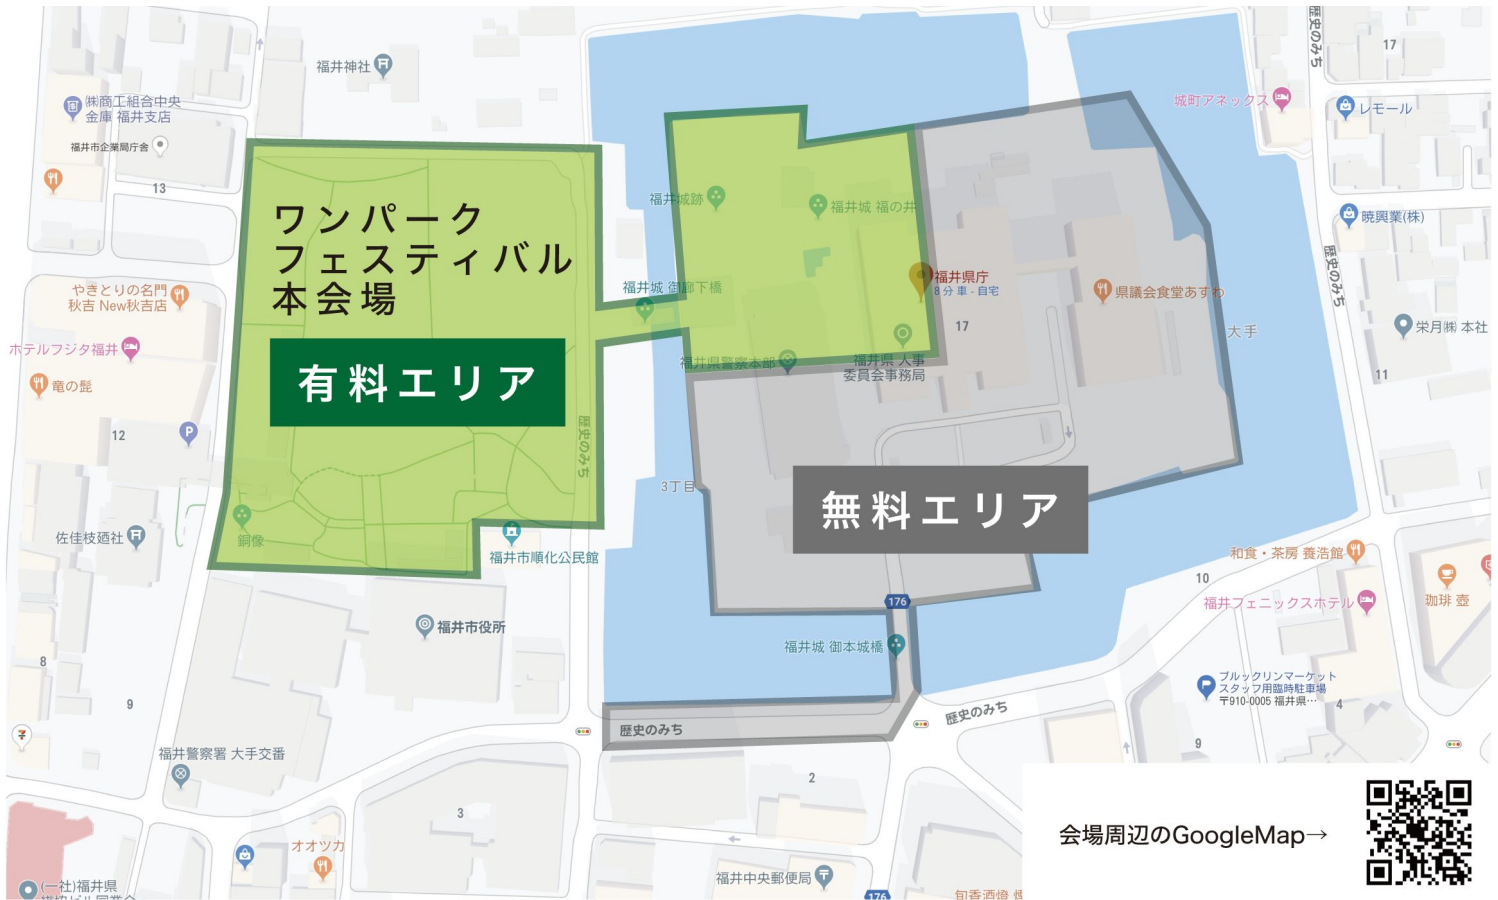 歴史のみち
17
福井神社
㈱商工組合中央
金庫 福井支店
城町アネックス
レモール
福井市企業局庁舎
13
福井城跡
福井城 福の井
暁興業(株)
ワンパーク
フェスティバル
本会場
有料エリア
歴史のみち
やきとりの名門
秋吉 New秋吉店
福井城 御廊下橋
福井県庁
8 分 車 - 自宅
県議会食堂あすわ
17
大手
栄月㈱ 本社
ホテルフジタ福井
竜の髭
福井県警察本部
福井県 人事
委員会事務局
11
12
P
歴史のみち
3丁目
無料エリア
銅像
佐佳枝廼社
福井市順化公民館
和食・茶房 養浩館
10
福井フェニックスホテル
珈琲 壺
176
福井市役所
福井城 御本城橋
8
9
ブルックリンマーケット
スタッフ用臨時駐車場
〒910-0005 福井県…
4
歴史のみち
歴史のみち
9
福井警察署 大手交番
2
3
会場周辺のGoogleMap→
オオツカ
福井中央郵便局
(一社)福井県
176
旬香酒燈